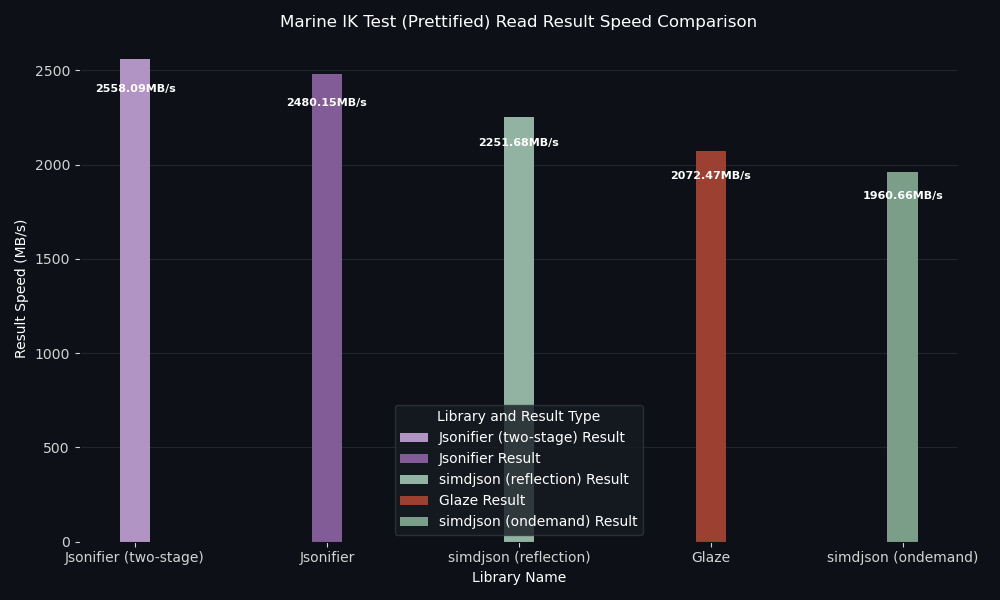 Marine IK Test (Prettified) Read Result Speed Comparison
Result Speed (MB/s)
2500
2000
1500
1000
500
0
2558.09MB/s
2480.15MB/s
2251.68MB/s
2072.47MB/s
1960.66MB/s
Library and Result Type
Jsonifier (two-stage) Result
Jsonifier Result
simdjson (reflection) Result
Glaze Result
simdjson (ondemand) Result
Jsonifier (two-stage)
Jsonifier
simdjson (reflection)
Glaze
simdjson (ondemand)
Library Name